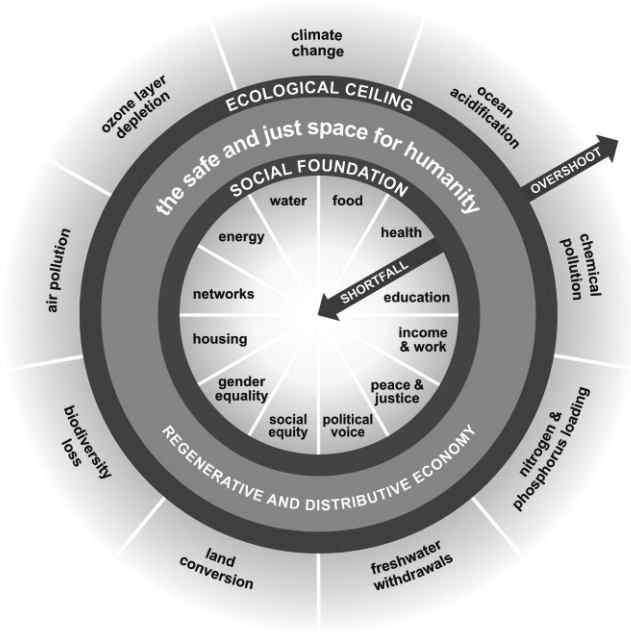 climate
change
ocean
acidification
chemical
pollution
nitrogen &
phosphorus loading
freshwater
withdrawals
land
conversion
biodiversity
loss
air pollution
ozone layer
depletion
ECOLOGICAL CEILING
OVERSHOOT
the safe and just space for humanity
SOCIAL FOUNDATION
water
food
health
SHORTFALL
education
income
& work
peace &
justice
political
voice
social
equity
gender
equality
housing
networks
energy
REGENERATIVE AND DISTRIBUTIVE ECONOMY